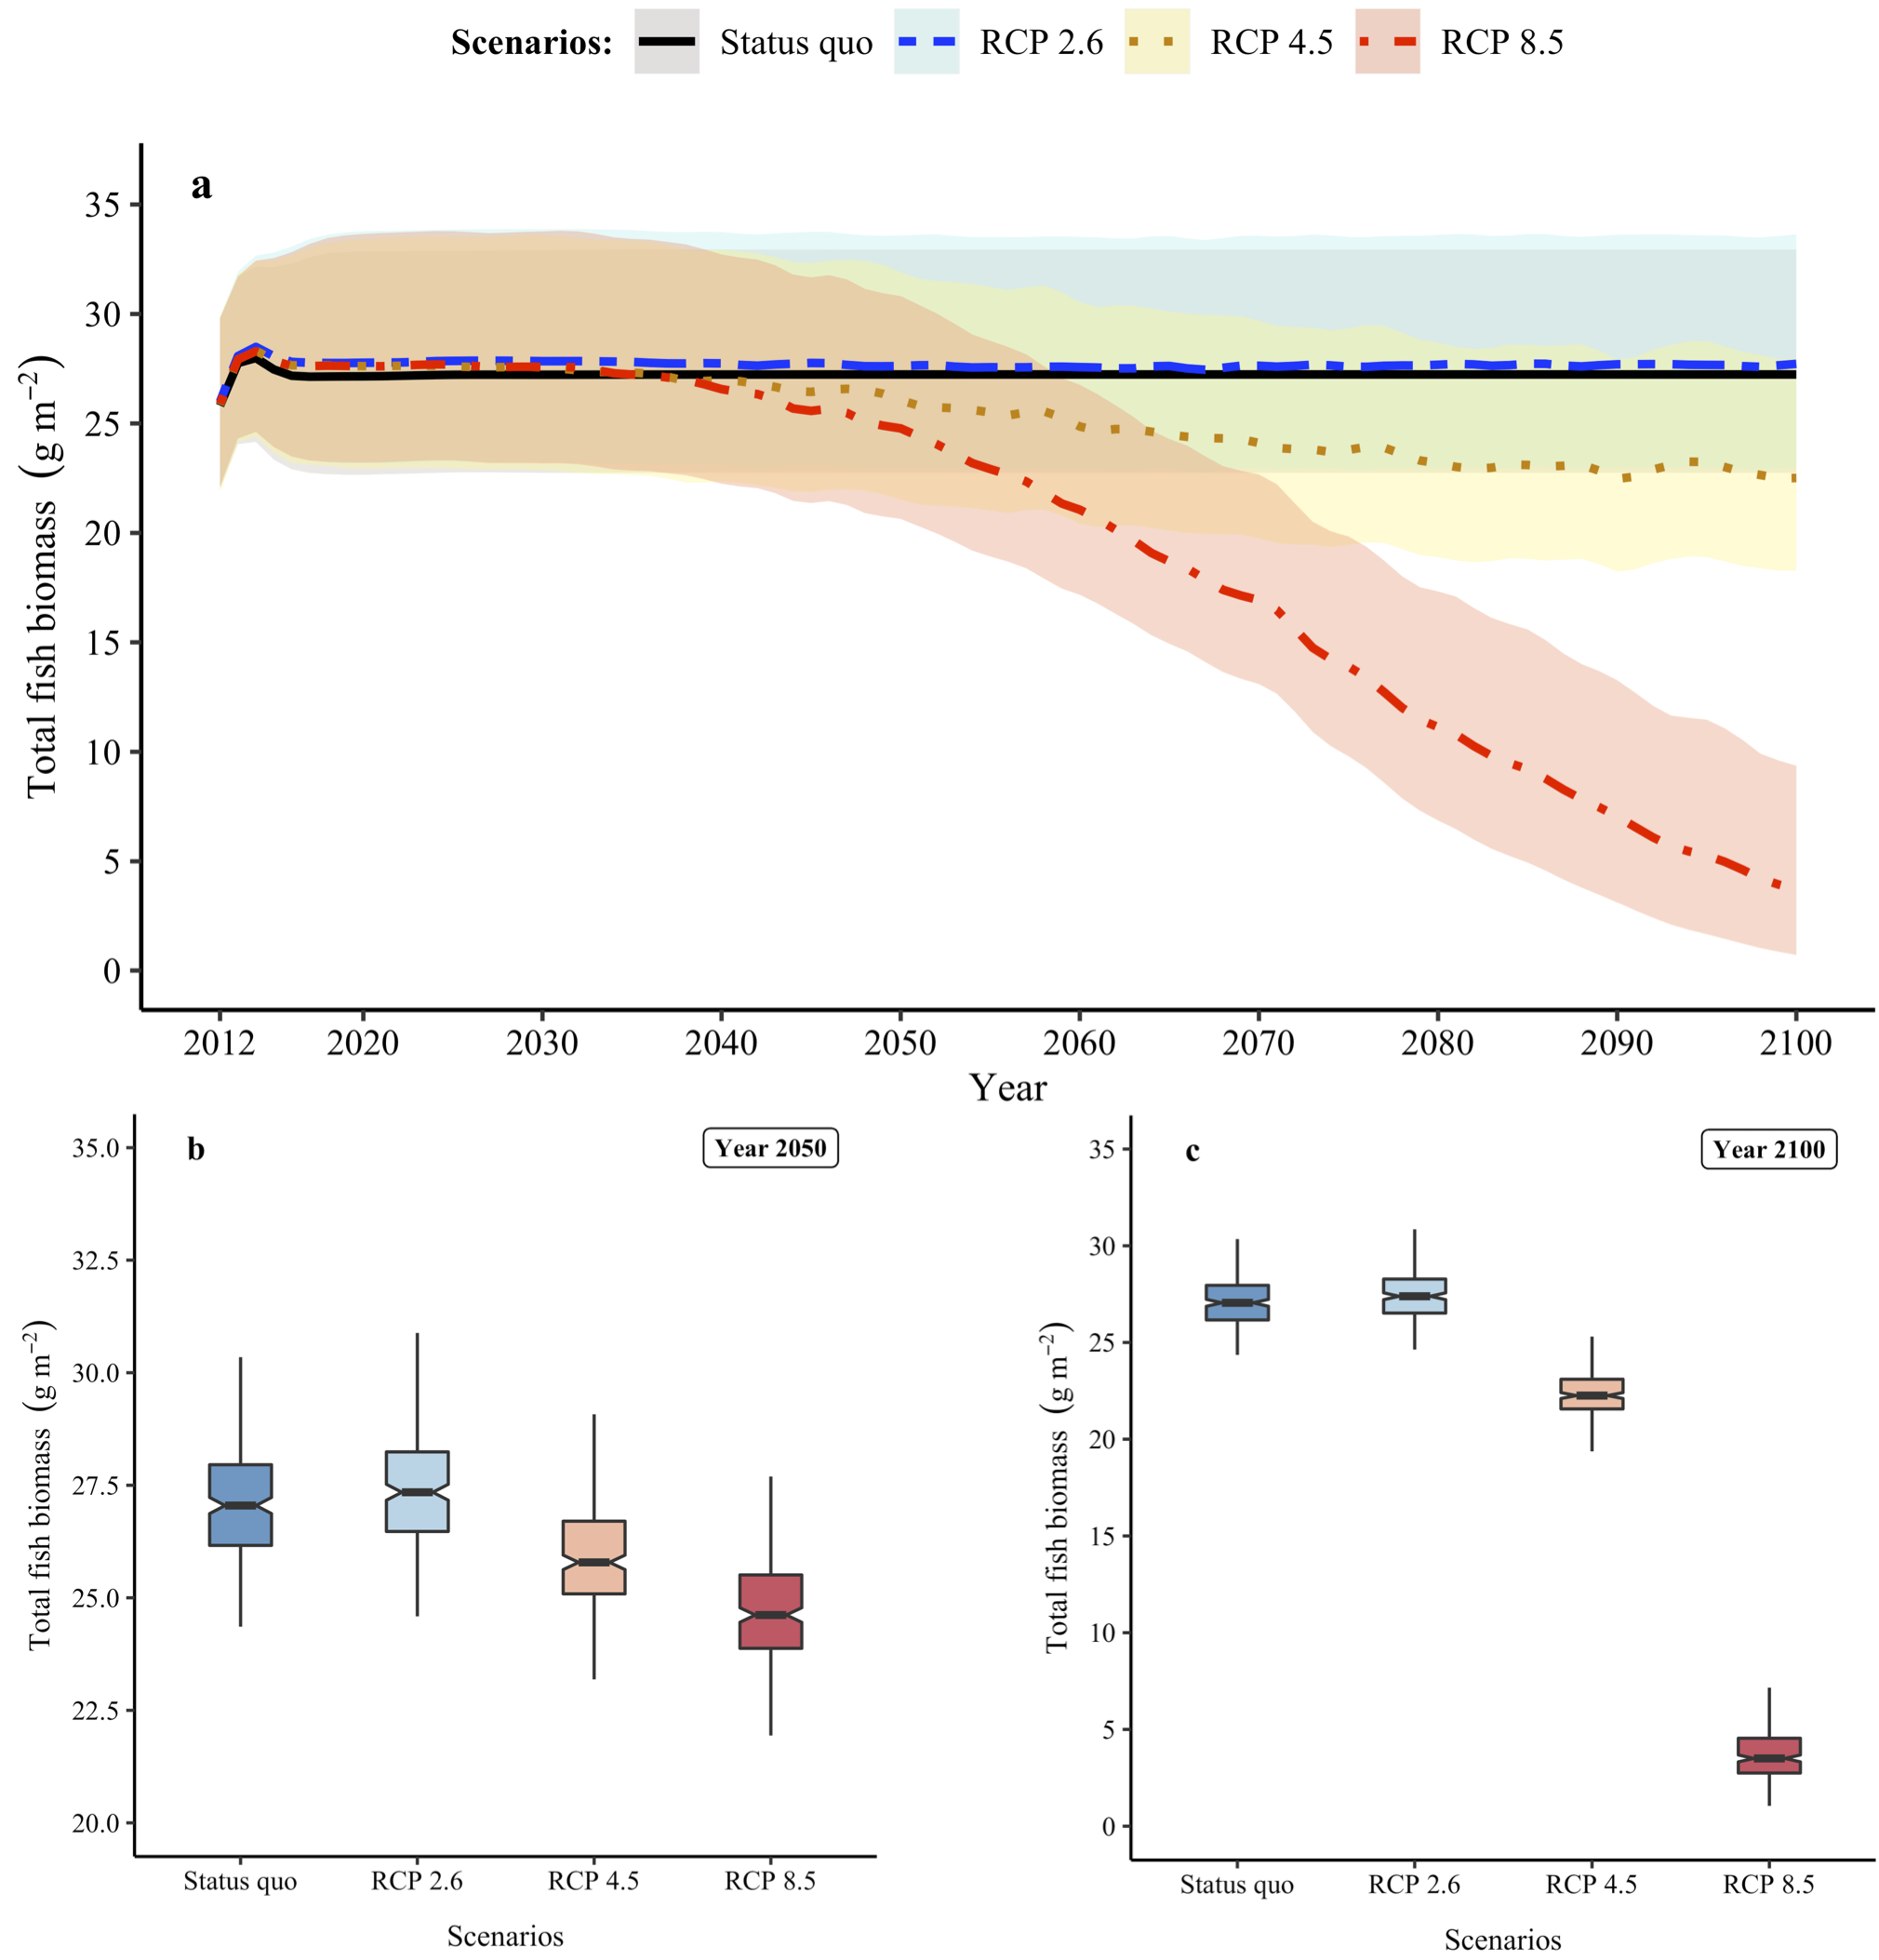 Scenarios: Status quo RCP 2.6 RCP 4.5 RCP 8.5
a
35
30
25
20
15
10
5
0
Total fish biomass (g m⁻²)
2012 2020 2030 2040 2050 2060 2070 2080 2090 2100
Year
b
Year 2050
35.0
32.5
30.0
27.5
25.0
22.5
20.0
Total fish biomass (g m⁻²)
Status quo RCP 2.6 RCP 4.5 RCP 8.5
Scenarios
c
Year 2100
35
30
25
20
15
10
5
0
Total fish biomass (g m⁻²)
Status quo RCP 2.6 RCP 4.5 RCP 8.5
Scenarios